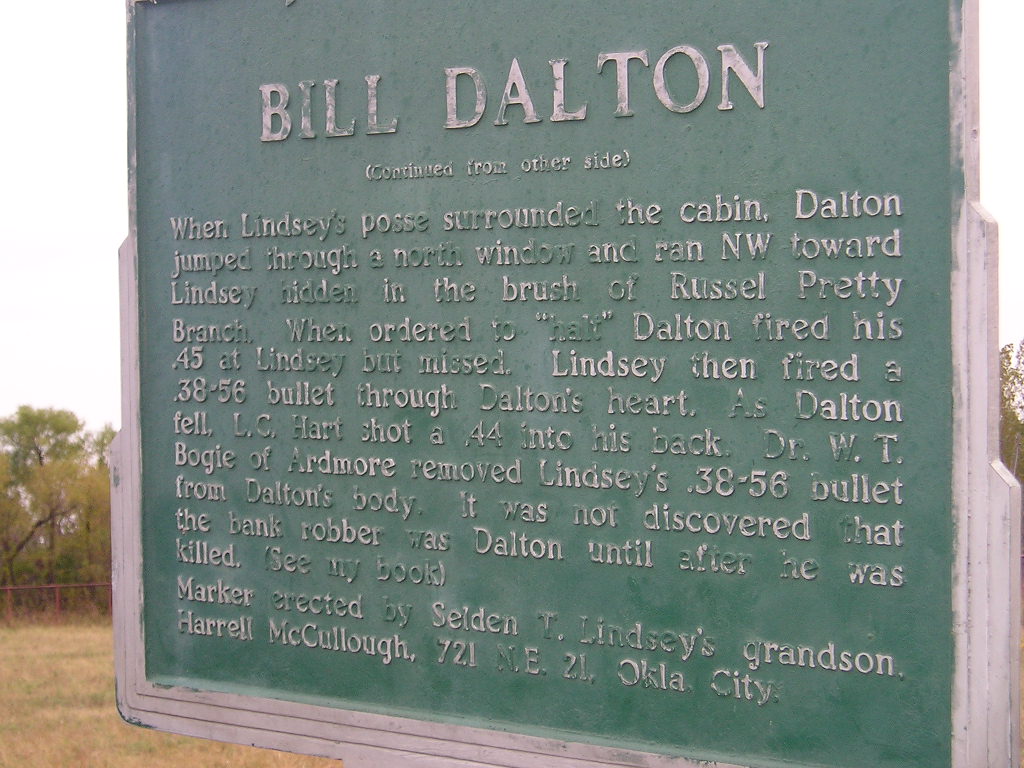 BILL DALTON
(Continued from other side)
When Lindsey's posse surrounded the cabin, Dalton
jumped through a north window and ran NW toward
Lindsey hidden in the brush of Russel Pretty
Branch. When ordered to "halt" Dalton fired his
.45 at Lindsey but missed. Lindsey then fired a
.38-56 bullet through Dalton's heart. As Dalton
fell, L.C. Hart shot a .44 into his back. Dr. W. T.
Bogie of Ardmore removed Lindsey's .38-56 bullet
from Dalton's body. It was not discovered that
the bank robber was Dalton until after he was
killed. (See my book)
Marker erected by Selden T. Lindsey's grandson,
Harrell McCullough, 721 N.E. 21, Okla. City.